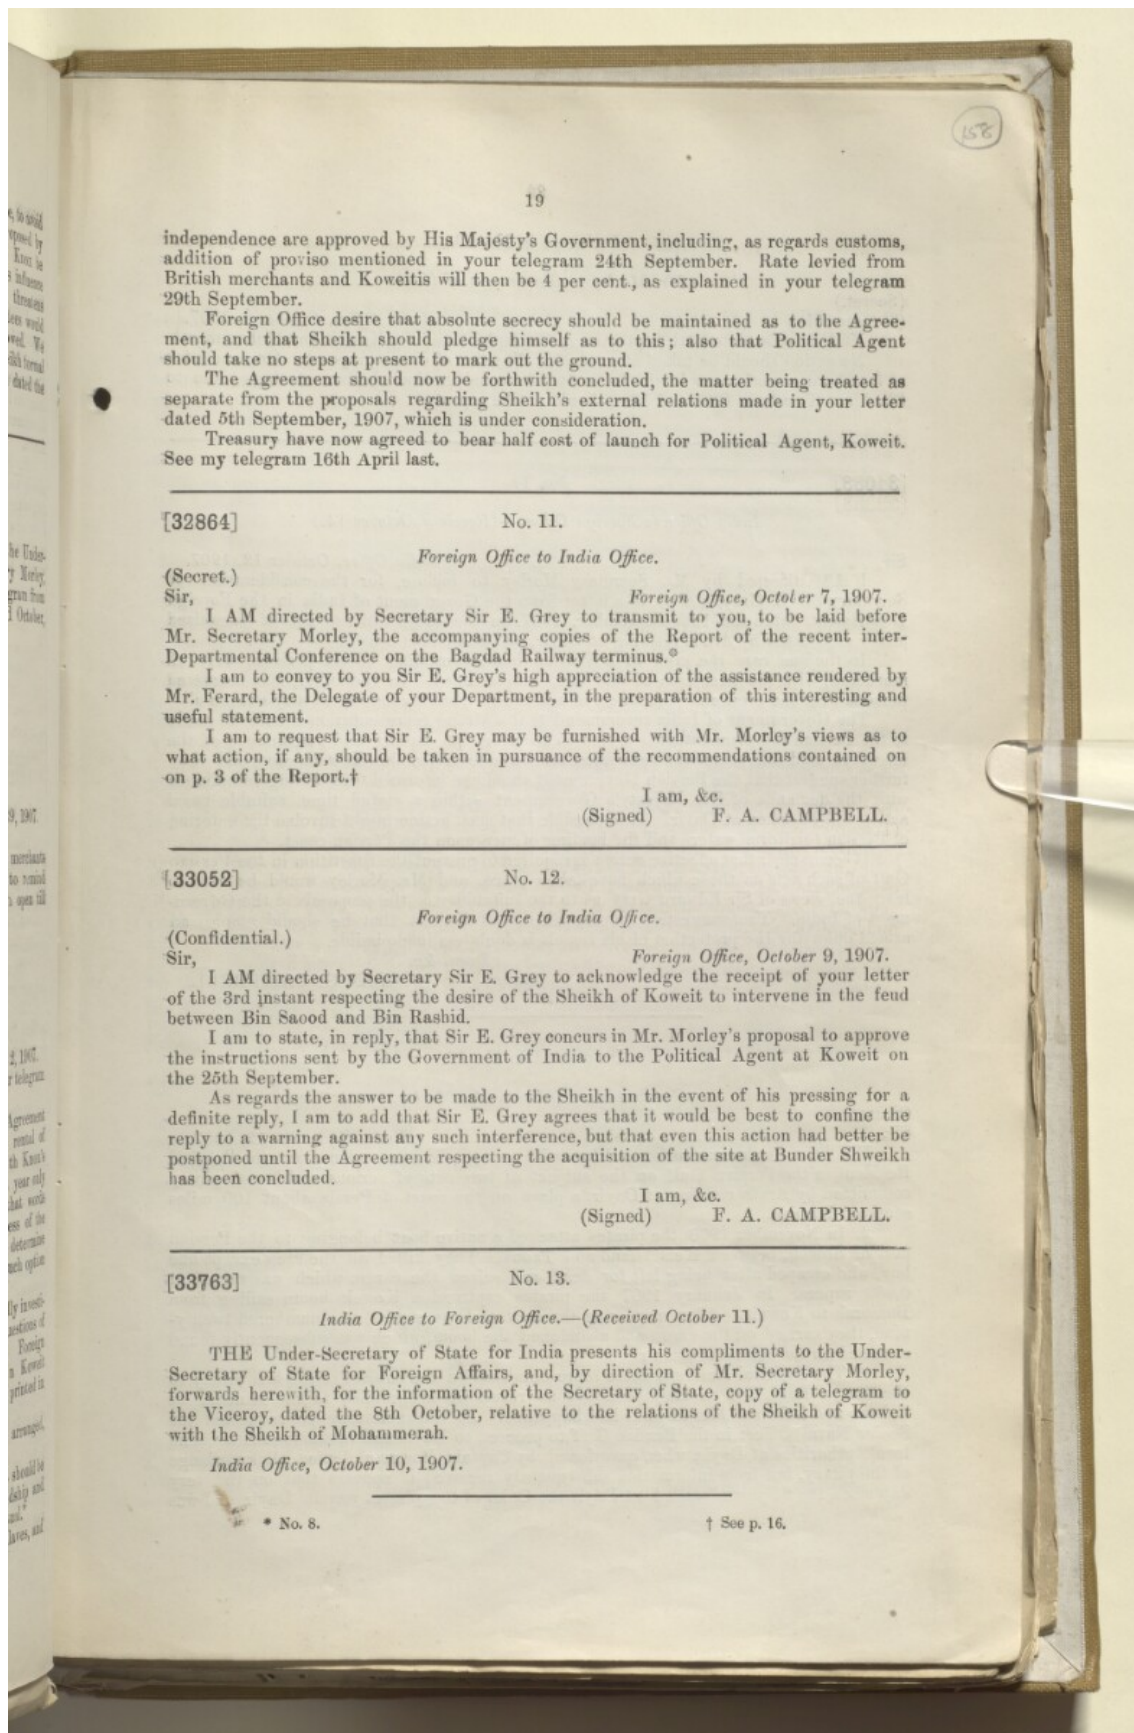 158
19
independence are approved by His Majesty's Government, including, as regards customs,
addition of proviso mentioned in your telegram 24th September. Rate levied from
British merchants and Koweitis will then be 4 per cent., as explained in your telegram
29th September.
Foreign Office desire that absolute secrecy should be maintained as to the Agree-
ment, and that Sheikh should pledge himself as to this; also that Political Agent
should take no steps at present to mark out the ground.
The Agreement should now be forthwith concluded, the matter being treated as
separate from the proposals regarding Sheikh's external relations made in your letter
dated 5th September, 1907, which is under consideration.
Treasury have now agreed to bear half cost of launch for Political Agent, Koweit.
See my telegram 16th April last.
[32864] No. 11.
Foreign Office to India Office.
(Secret.)
Sir, Foreign Office, October 7, 1907.
I AM directed by Secretary Sir E. Grey to transmit to you, to be laid before
Mr. Secretary Morley, the accompanying copies of the Report of the recent inter-
Departmental Conference on the Bagdad Railway terminus.*
I am to convey to you Sir E. Grey's high appreciation of the assistance rendered by
Mr. Ferard, the Delegate of your Department, in the preparation of this interesting and
useful statement.
I am to request that Sir E. Grey may be furnished with Mr. Morley's views as to
what action, if any, should be taken in pursuance of the recommendations contained on
on p. 3 of the Report.†
I am, &c.
(Signed) F. A. CAMPBELL.
[33052] No. 12.
Foreign Office to India Office.
(Confidential.)
Sir, Foreign Office, October 9, 1907.
I AM directed by Secretary Sir E. Grey to acknowledge the receipt of your letter
of the 3rd instant respecting the desire of the Sheikh of Koweit to intervene in the feud
between Bin Saood and Bin Rashid.
I am to state, in reply, that Sir E. Grey concurs in Mr. Morley's proposal to approve
the instructions sent by the Government of India to the Political Agent at Koweit on
the 25th September.
As regards the answer to be made to the Sheikh in the event of his pressing for a
definite reply, I am to add that Sir E. Grey agrees that it would be best to confine the
reply to a warning against any such interference, but that even this action had better be
postponed until the Agreement respecting the acquisition of the site at Bunder Shweikh
has been concluded.
I am, &c.
(Signed) F. A. CAMPBELL.
[33763] No. 13.
India Office to Foreign Office.—(Received October 11.)
THE Under-Secretary of State for India presents his compliments to the Under-
Secretary of State for Foreign Affairs, and, by direction of Mr. Secretary Morley,
forwards herewith, for the information of the Secretary of State, copy of a telegram to
the Viceroy, dated the 8th October, relative to the relations of the Sheikh of Koweit
with the Sheikh of Mohammerah.
India Office, October 10, 1907.
* No. 8. † See p. 16.